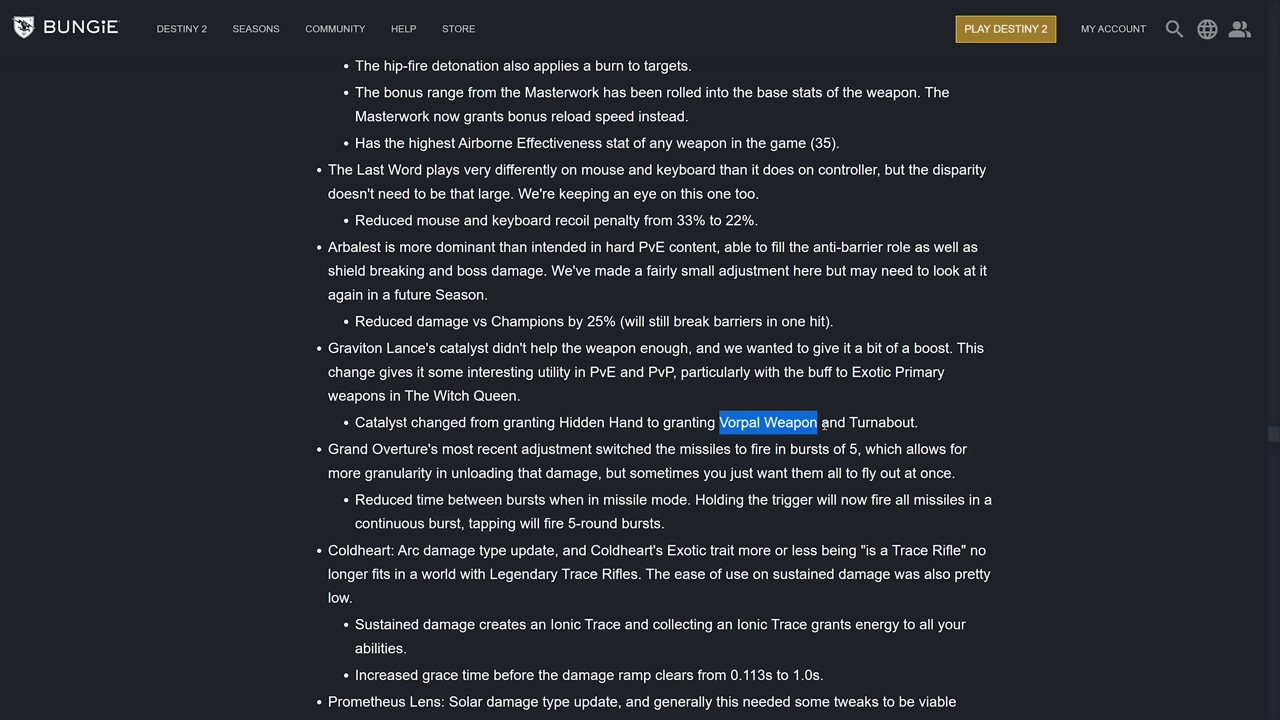 BUNGiE DESTINY 2 SEASONS COMMUNITY HELP STORE PLAY DESTINY 2 MY ACCOUNT
• The hip-fire detonation also applies a burn to targets.
• The bonus range from the Masterwork has been rolled into the base stats of the weapon. The
Masterwork now grants bonus reload speed instead.
• Has the highest Airborne Effectiveness stat of any weapon in the game (35).
• The Last Word plays very differently on mouse and keyboard than it does on controller, but the disparity
doesn't need to be that large. We're keeping an eye on this one too.
• Reduced mouse and keyboard recoil penalty from 33% to 22%.
• Arbalest is more dominant than intended in hard PvE content, able to fill the anti-barrier role as well as
shield breaking and boss damage. We've made a fairly small adjustment here but may need to look at it
again in a future Season.
• Reduced damage vs Champions by 25% (will still break barriers in one hit).
• Graviton Lance's catalyst didn't help the weapon enough, and we wanted to give it a bit of a boost. This
change gives it some interesting utility in PvE and PvP, particularly with the buff to Exotic Primary
weapons in The Witch Queen.
• Catalyst changed from granting Hidden Hand to granting Vorpal Weapon and Turnabout.
• Grand Overture's most recent adjustment switched the missiles to fire in bursts of 5, which allows for
more granularity in unloading that damage, but sometimes you just want them all to fly out at once.
• Reduced time between bursts when in missile mode. Holding the trigger will now fire all missiles in a
continuous burst, tapping will fire 5-round bursts.
• Coldheart: Arc damage type update, and Coldheart's Exotic trait more or less being "is a Trace Rifle" no
longer fits in a world with Legendary Trace Rifles. The ease of use on sustained damage was also pretty
low.
• Sustained damage creates an Ionic Trace and collecting an Ionic Trace grants energy to all your
abilities.
• Increased grace time before the damage ramp clears from 0.113s to 1.0s.
• Prometheus Lens: Solar damage type update, and generally this needed some tweaks to be viable